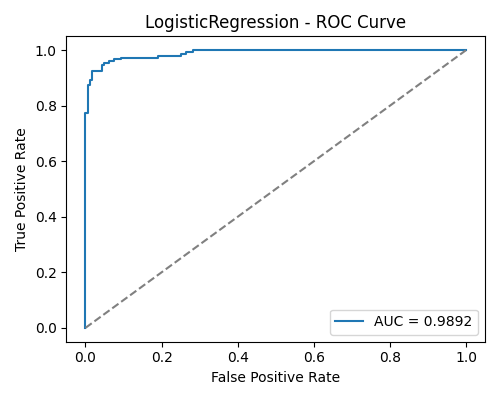 LogisticRegression - ROC Curve
True Positive Rate
1.0
0.8
0.6
0.4
0.2
0.0
AUC = 0.9892
0.0 0.2 0.4 0.6 0.8 1.0
False Positive Rate